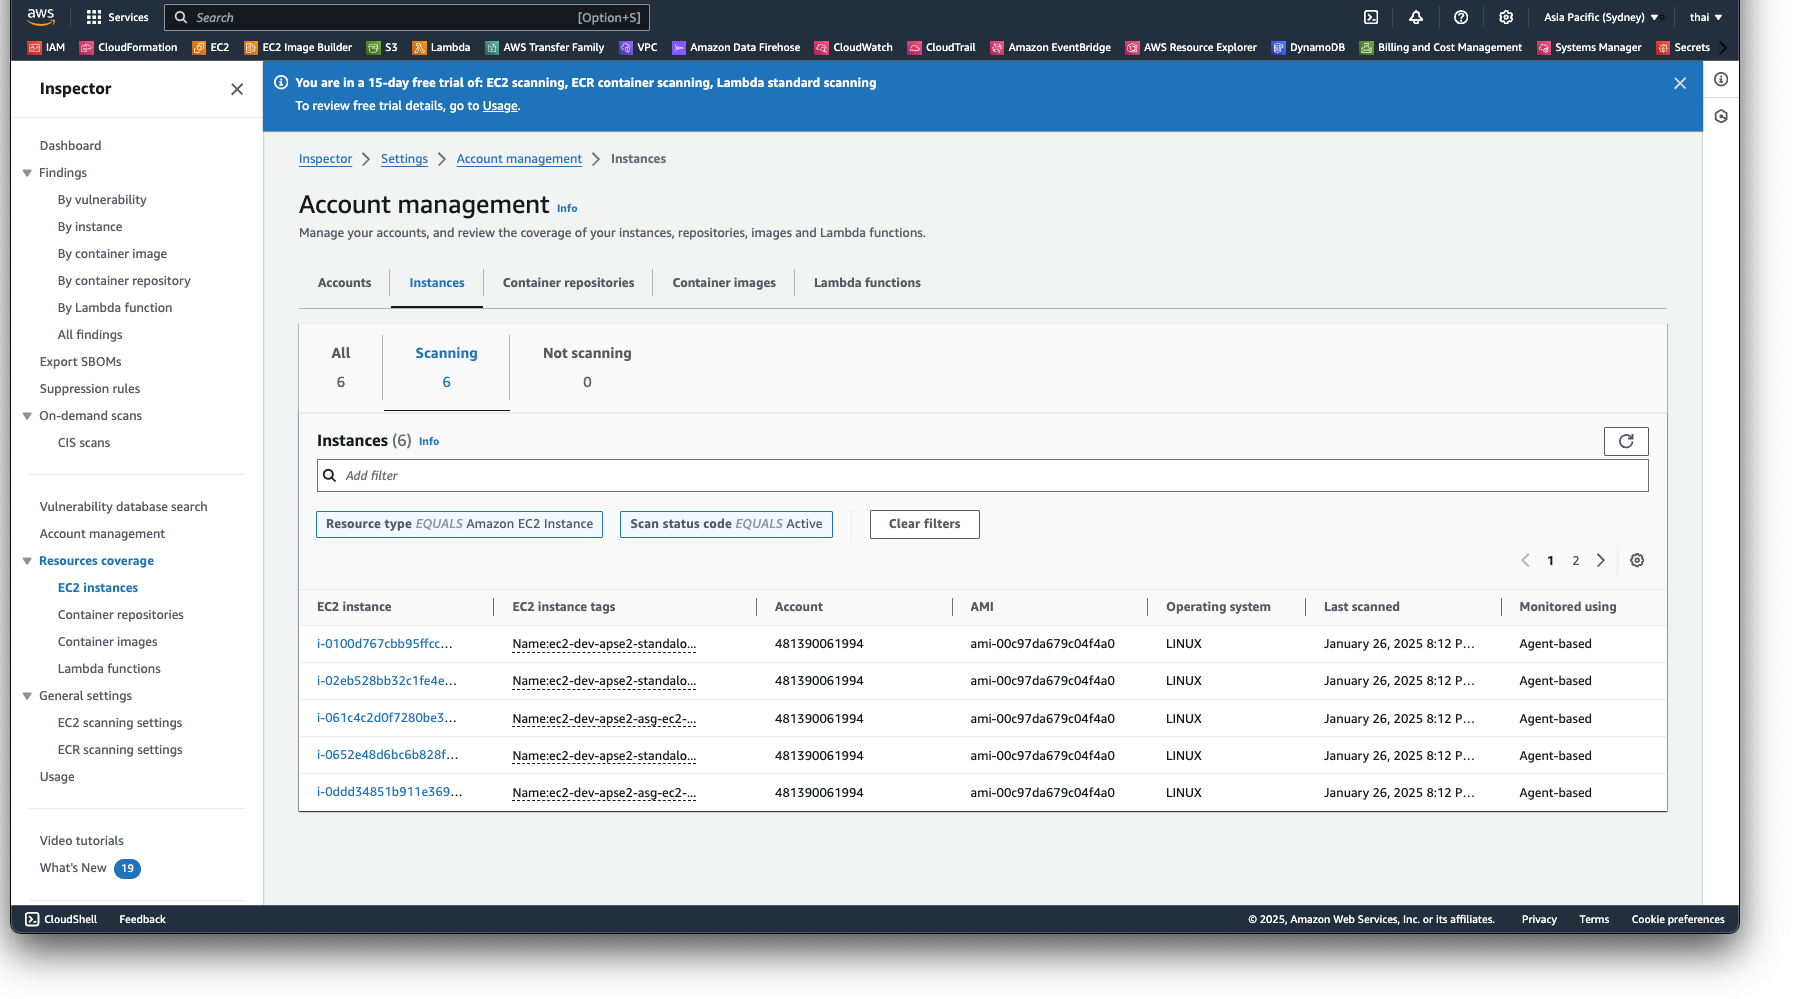 aws Services Search [Option+S] Asia Pacific (Sydney) thai
IAM CloudFormation EC2 EC2 Image Builder S3 Lambda AWS Transfer Family VPC Amazon Data Firehose CloudWatch CloudTrail Amazon EventBridge AWS Resource Explorer DynamoDB Billing and Cost Management Systems Manager Secrets
Inspector
Dashboard
Findings
By vulnerability
By instance
By container image
By container repository
By Lambda function
All findings
Export SBOMs
Suppression rules
On-demand scans
CIS scans
Vulnerability database search
Account management
Resources coverage
EC2 instances
Container repositories
Container images
Lambda functions
General settings
EC2 scanning settings
ECR scanning settings
Usage
Video tutorials
What's New 19
You are in a 15-day free trial of: EC2 scanning, ECR container scanning, Lambda standard scanning
To review free trial details, go to Usage.
Inspector Settings Account management Instances
Account management Info
Manage your accounts, and review the coverage of your instances, repositories, images and Lambda functions.
Accounts Instances Container repositories Container images Lambda functions
All Scanning Not scanning
6 6 0
Instances (6) Info
Add filter
Resource type EQUALS Amazon EC2 Instance Scan status code EQUALS Active Clear filters
1 2
EC2 instance EC2 instance tags Account AMI Operating system Last scanned Monitored using
i-0100d767cbb95ffcc... Name:ec2-dev-apse2-standalo... 481390061994 ami-00c97da679c04f4a0 LINUX January 26, 2025 8:12 P... Agent-based
i-02eb528bb32c1fe4e... Name:ec2-dev-apse2-standalo... 481390061994 ami-00c97da679c04f4a0 LINUX January 26, 2025 8:12 P... Agent-based
i-061c4c2d0f7280be3... Name:ec2-dev-apse2-asg-ec2-... 481390061994 ami-00c97da679c04f4a0 LINUX January 26, 2025 8:12 P... Agent-based
i-0652e48d6bc6b828f... Name:ec2-dev-apse2-standalo... 481390061994 ami-00c97da679c04f4a0 LINUX January 26, 2025 8:12 P... Agent-based
i-0ddd34851b911e369... Name:ec2-dev-apse2-asg-ec2-... 481390061994 ami-00c97da679c04f4a0 LINUX January 26, 2025 8:12 P... Agent-based
CloudShell Feedback © 2025, Amazon Web Services, Inc. or its affiliates. Privacy Terms Cookie preferences